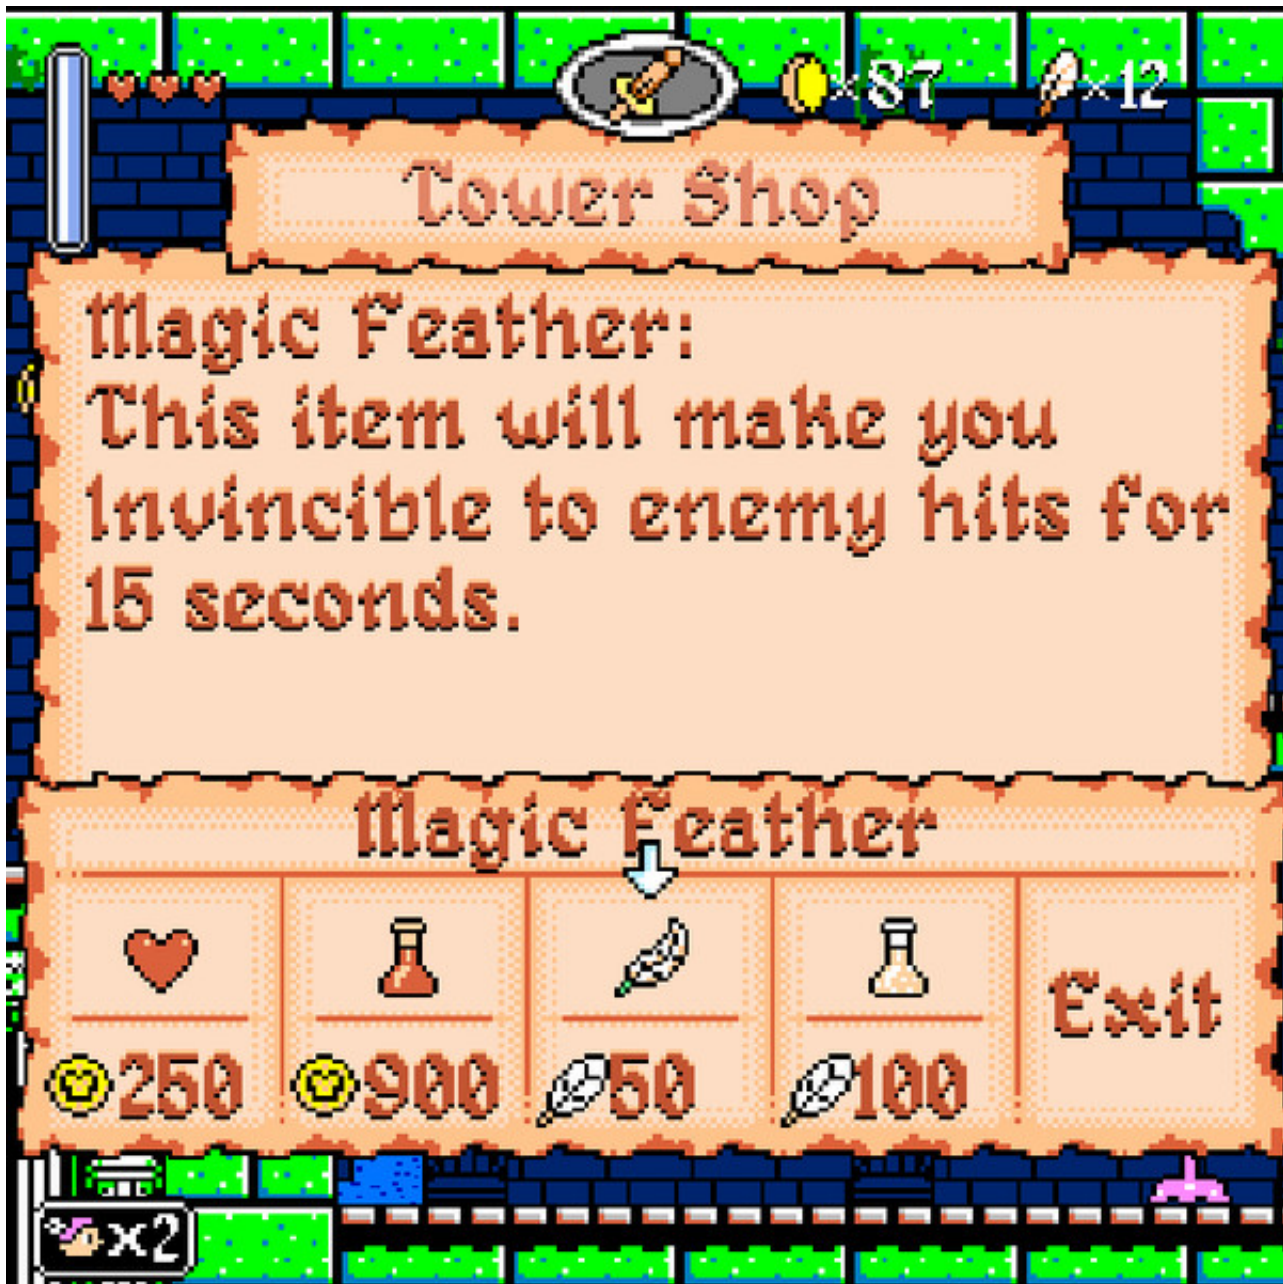 ×87
×12
Tower Shop
Magic Feather:
This item will make you
Invincible to enemy hits for
15 seconds.
Magic Feather
250 900 50 100 Exit
×2